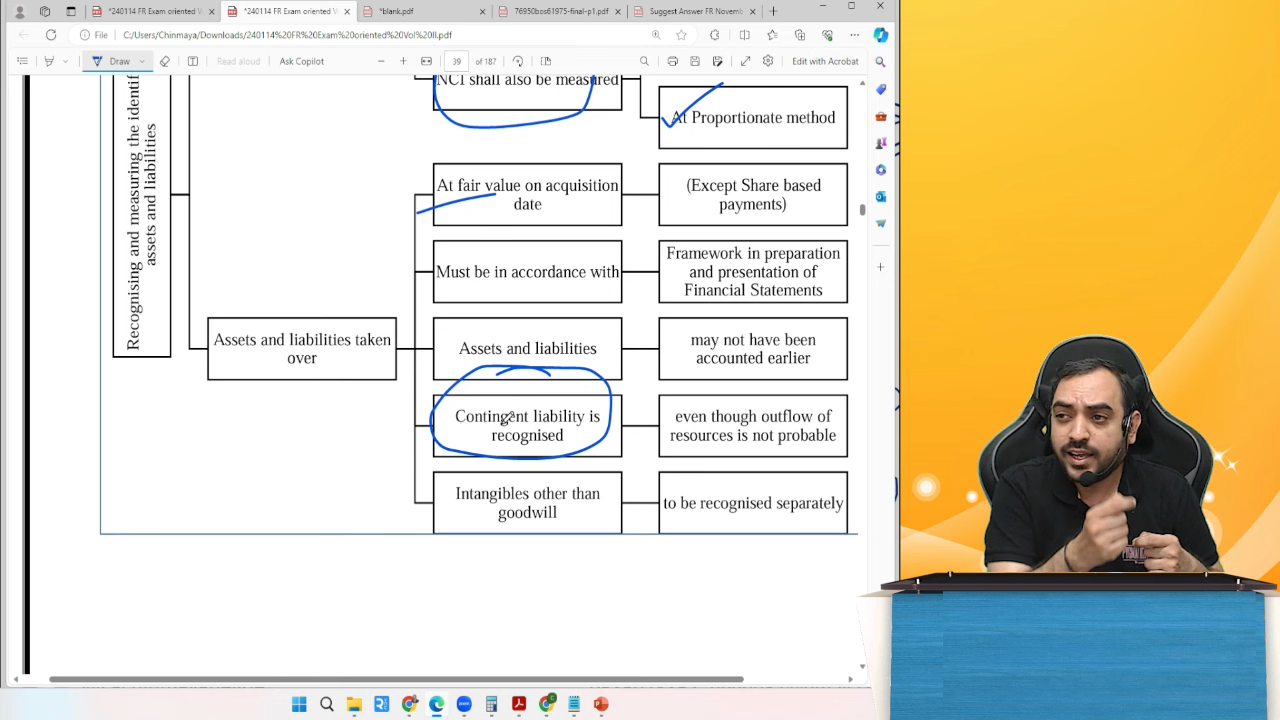 *240114 FR Exam oriented V
*240114 FR Exam oriented V
*blank.pdf
76950bos61975-final-p1.pdf
Suggest Answer FR Novemb
File
C:/Users/Chinmaya/Downloads/240114%20FR%20Exam%20oriented%20Vol%20II.pdf
Draw
Read aloud
Ask Copilot
39
of 187
Edit with Acrobat
Recognising and measuring the identif
assets and liabilities
NCI shall also be measured
At Proportionate method
At fair value on acquisition
date
(Except Share based
payments)
Must be in accordance with
Framework in preparation
and presentation of
Financial Statements
Assets and liabilities taken
over
Assets and liabilities
may not have been
accounted earlier
Contingent liability is
recognised
even though outflow of
resources is not probable
Intangibles other than
goodwill
to be recognised separately